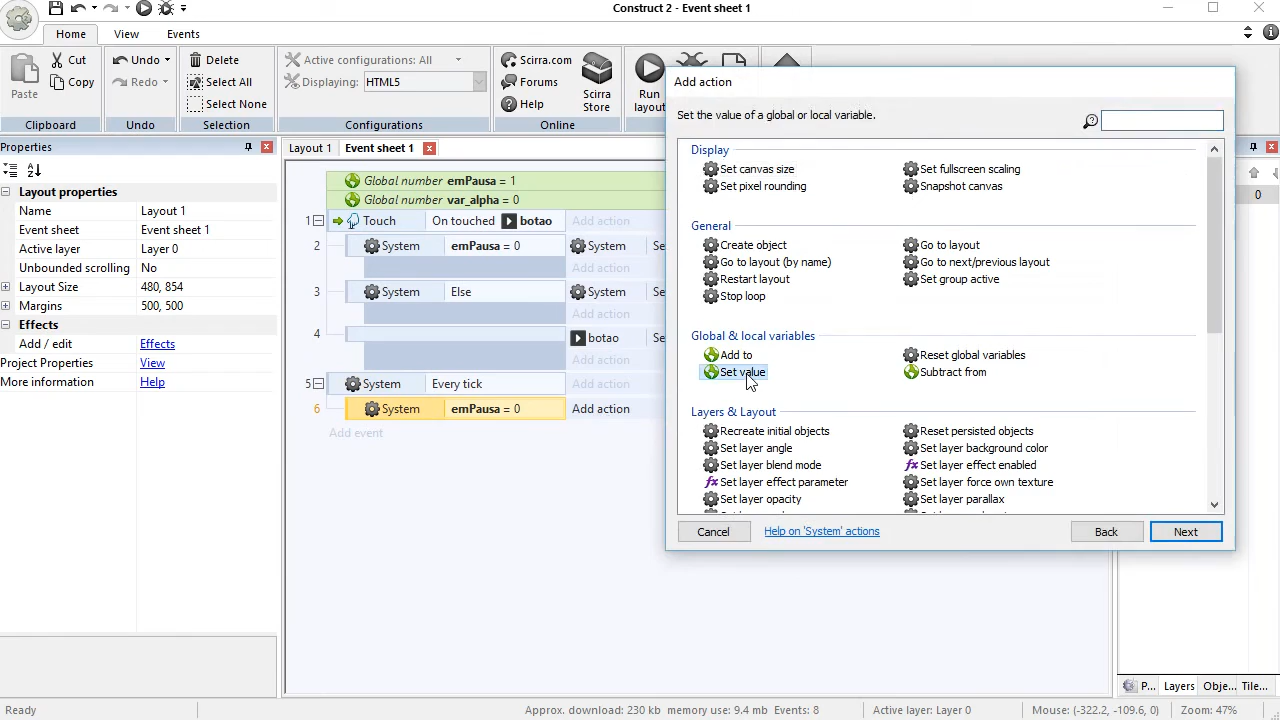 Construct 2 - Event sheet 1
Home
View
Events
Paste
Cut
Copy
Clipboard
Undo
Redo
Undo
Delete
Select All
Select None
Selection
Active configurations: All
Displaying:
HTML5
Configurations
Scirra.com
Forums
Help
Scirra
Store
Online
Run
layout
Properties
Layout properties
Name
Layout 1
Event sheet
Event sheet 1
Active layer
Layer 0
Unbounded scrolling
No
Layout Size
480, 854
Margins
500, 500
Effects
Add / edit
Effects
Project Properties
View
More information
Help
Layout 1
Event sheet 1
Global number emPausa = 1
Global number var_alpha = 0
1
Touch
On touched
botao
Add action
2
System
emPausa = 0
System
Se
Add action
3
System
Else
System
Se
Add action
4
botao
Se
Add action
5
System
Every tick
Add action
6
System
emPausa = 0
Add action
Add event
Add action
Set the value of a global or local variable.
Display
Set canvas size
Set fullscreen scaling
Set pixel rounding
Snapshot canvas
General
Create object
Go to layout
Go to layout (by name)
Go to next/previous layout
Restart layout
Set group active
Stop loop
Global & local variables
Add to
Reset global variables
Set value
Subtract from
Layers & Layout
Recreate initial objects
Reset persisted objects
Set layer angle
Set layer background color
Set layer blend mode
Set layer effect enabled
Set layer effect parameter
Set layer force own texture
Set layer opacity
Set layer parallax
Cancel
Help on 'System' actions
Back
Next
0
P...
Layers
Obje...
Tile...
Ready
Approx. download: 230 kb
memory use: 9.4 mb
Events: 8
Active layer: Layer 0
Mouse: (-322.2, -109.6, 0)
Zoom: 47%